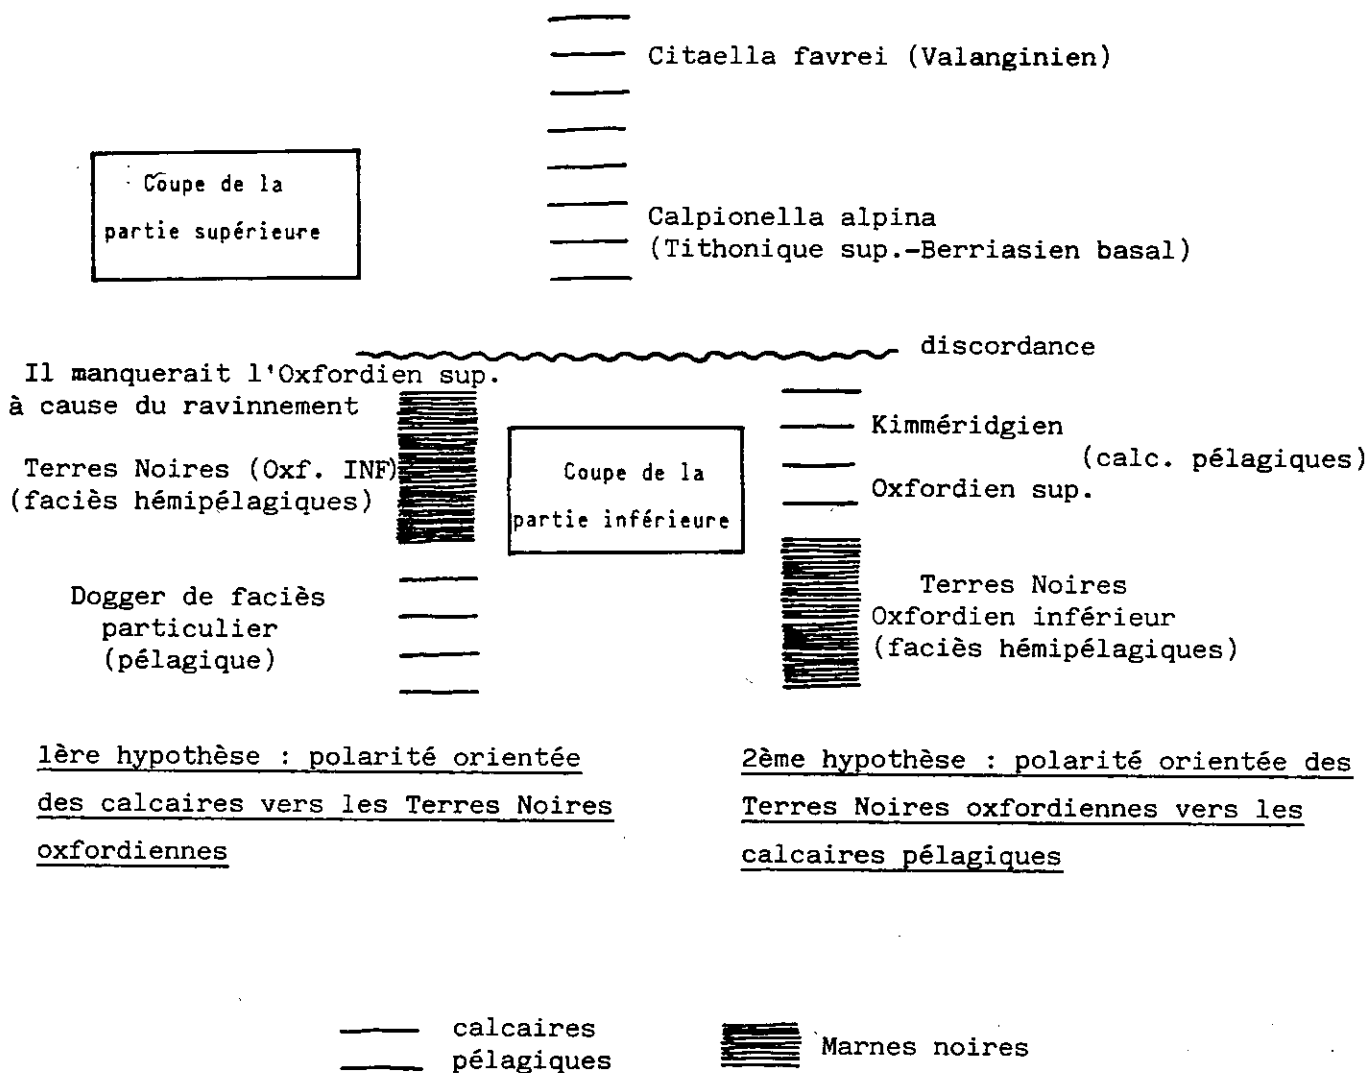 Citaella favrei (Valanginien)
Coupe de la
partie supérieure
Calpionella alpina
(Tithonique sup.-Berriasien basal)
discordance
Il manquerait l'Oxfordien sup.
à cause du ravinnement
Terres Noires (Oxf. INF)
(faciès hémipélagiques)
Dogger de faciès
particulier
(pélagique)
Coupe de la
partie inférieure
Kimméridgien
(calc. pélagiques)
Oxfordien sup.
Terres Noires
Oxfordien inférieur
(faciès hémipélagiques)
1ère hypothèse : polarité orientée
des calcaires vers les Terres Noires
oxfordiennes
2ème hypothèse : polarité orientée des
Terres Noires oxfordiennes vers les
calcaires pélagiques
calcaires
pélagiques
Marnes noires